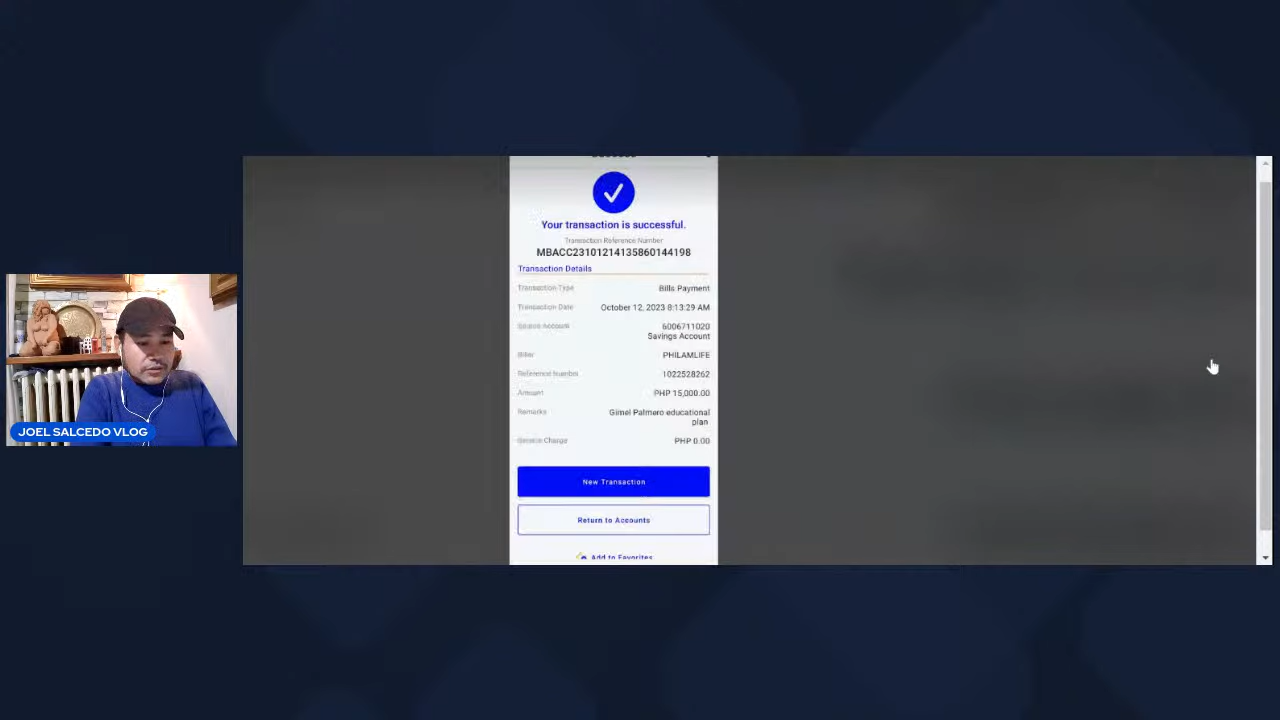 Your transaction is successful.
Transaction Reference Number
MBACC23101214135860144198
Transaction Details
Transaction Type Bills Payment
Transaction Date October 12, 2023 8:13:29 AM
Source Account 6006711020
Savings Account
Biller PHILAMLIFE
Reference Number 1022528262
Amount PHP 15,000.00
Remarks Gimel Palmero educational
plan
Service Charge PHP 0.00
New Transaction
Return to Accounts
Add to Favorites
JOEL SALCEDO VLOG